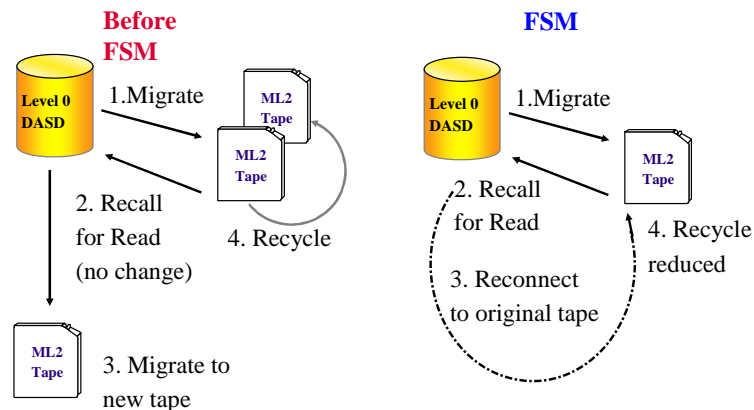 Before
FSM
Level 0
DASD
1.Migrate
ML2
Tape
ML2
Tape
2. Recall
for Read
(no change)
4. Recycle
ML2
Tape
3. Migrate to
new tape
FSM
Level 0
DASD
1.Migrate
ML2
Tape
2. Recall
for Read
4. Recycle
reduced
3. Reconnect
to original tape